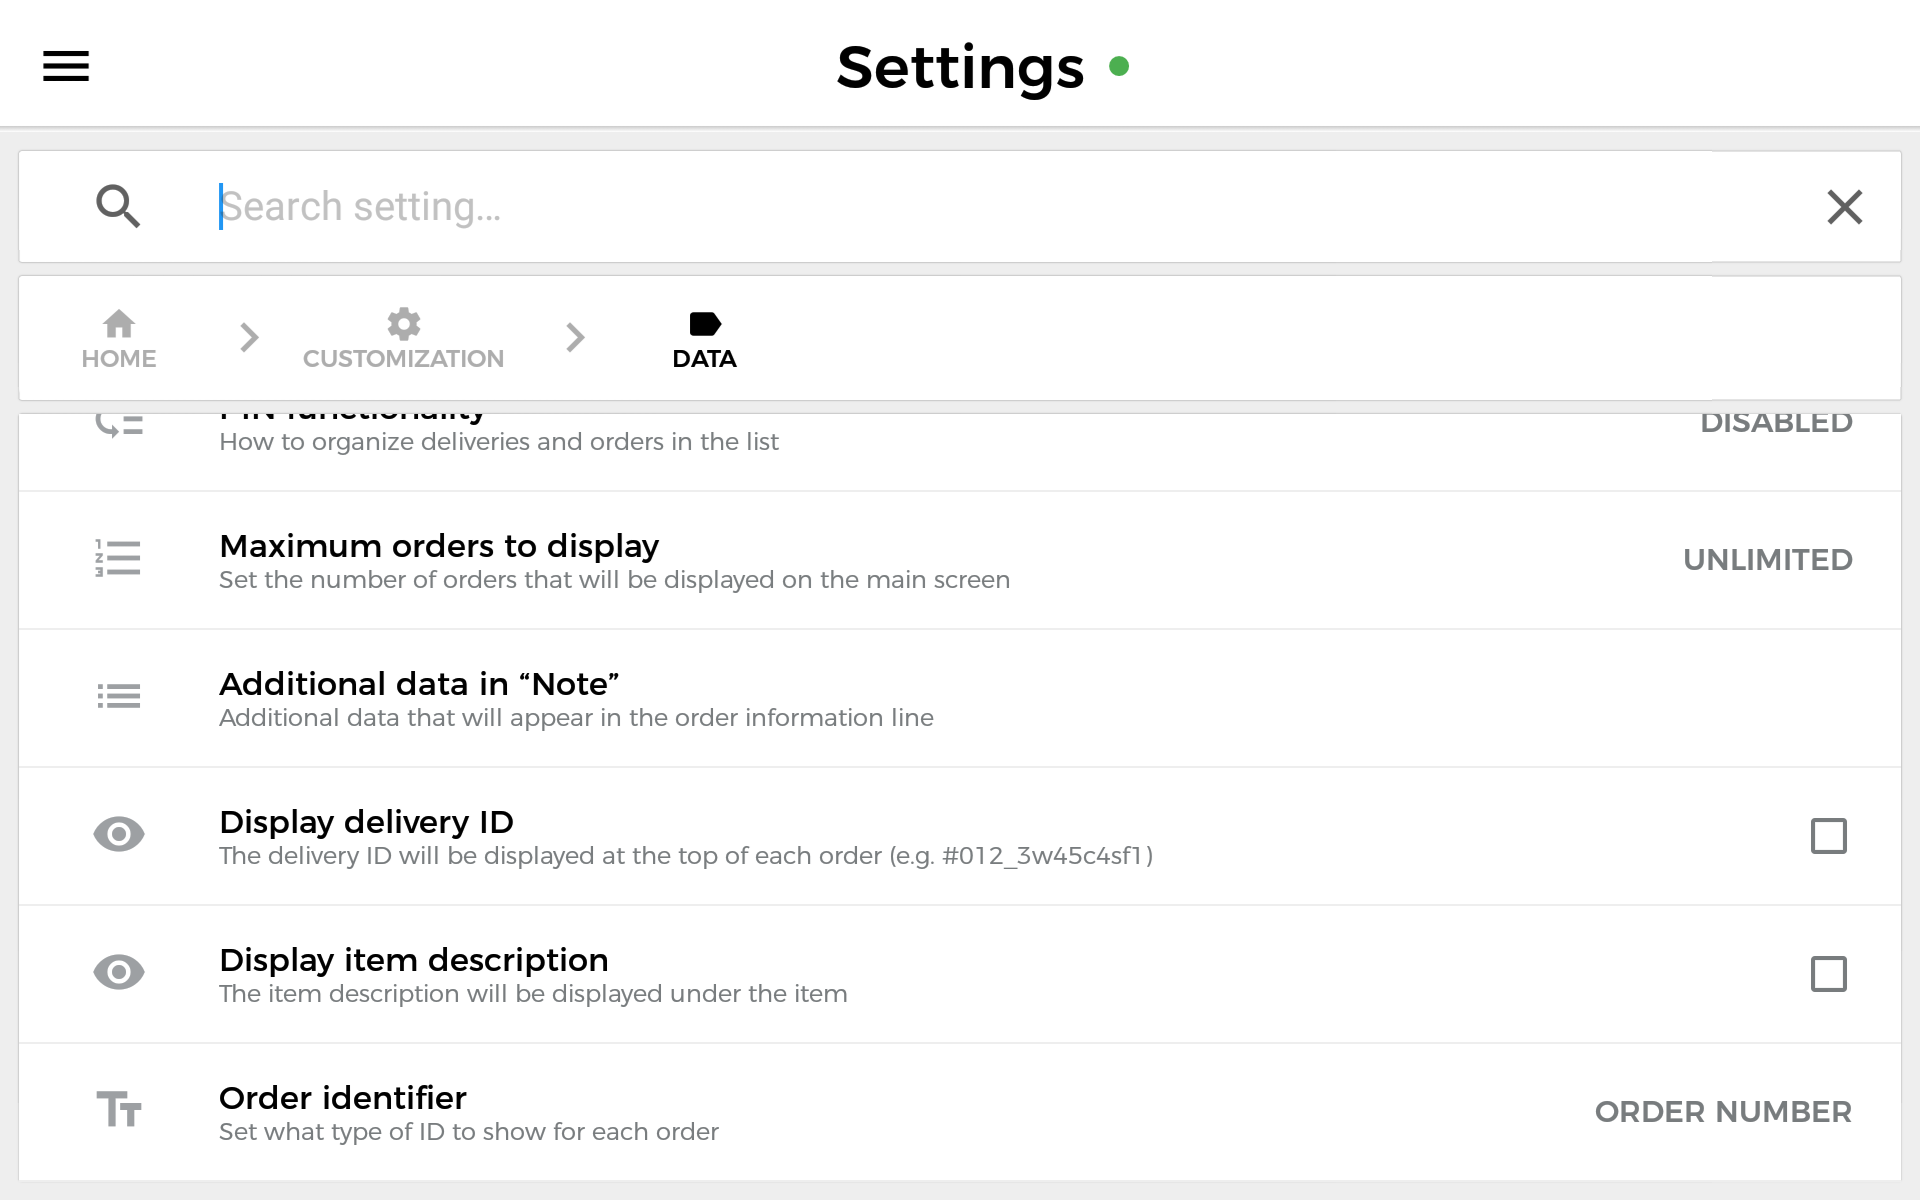 Settings
Search setting...
HOME
CUSTOMIZATION
DATA
PIN functionality
DISABLED
How to organize deliveries and orders in the list
Maximum orders to display
UNLIMITED
Set the number of orders that will be displayed on the main screen
Additional data in “Note”
Additional data that will appear in the order information line
Display delivery ID
The delivery ID will be displayed at the top of each order (e.g. #012_3w45c4sf1)
Display item description
The item description will be displayed under the item
Order identifier
ORDER NUMBER
Set what type of ID to show for each order